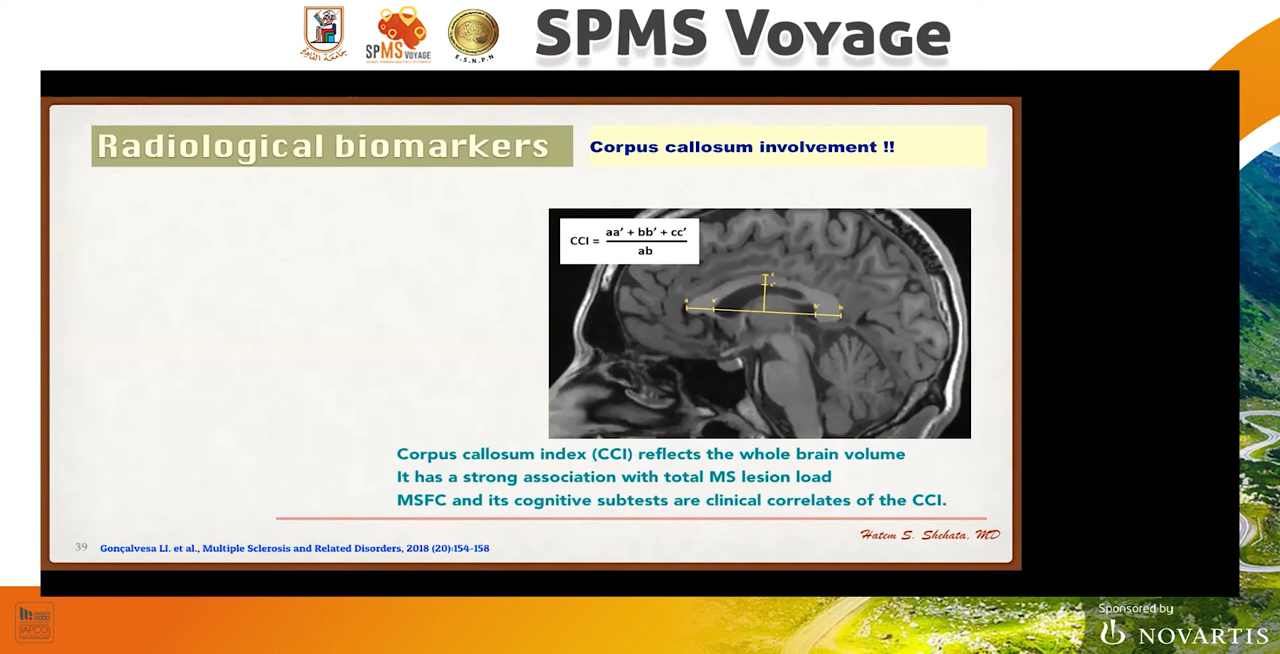 جامعة القاهرة
SPMS VOYAGE
E.S.N.P.N
SPMS Voyage
Radiological biomarkers
Corpus callosum involvement !!
CCI = aa′ + bb′ + cc′
ab
c
c'
a
a'
b'
b
Corpus callosum index (CCI) reflects the whole brain volume
It has a strong association with total MS lesion load
MSFC and its cognitive subtests are clinical correlates of the CCI.
Hatem S. Shehata, MD
39
Gonçalvesa LI. et al., Multiple Sclerosis and Related Disorders, 2018 (20):154-158
IAPCO
Sponsored by
NOVARTIS